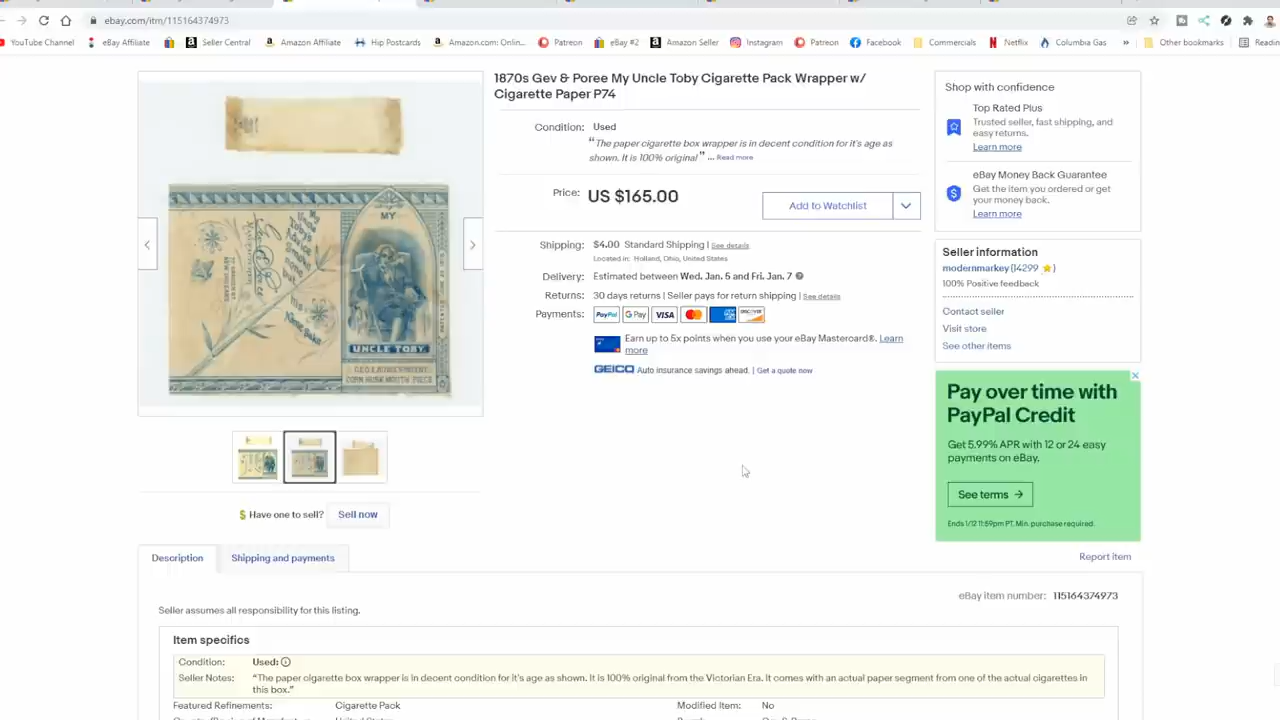 ebay.com/itm/115164374973
YouTube Channel
eBay Affiliate
Seller Central
Amazon Affiliate
Hip Postcards
Amazon.com: Onlin...
Patreon
eBay #2
Amazon Seller
Instagram
Patreon
Facebook
Commercials
Netflix
Columbia Gas
»
Other bookmarks
Readin
1870s Gev & Poree My Uncle Toby Cigarette Pack Wrapper w/
Cigarette Paper P74
Condition: Used
“The paper cigarette box wrapper is in decent condition for it's age as
shown. It is 100% original” ... Read more
Price: US $165.00
Add to Watchlist
Shipping: $4.00 Standard Shipping | See details
Located in: Holland, Ohio, United States
Delivery: Estimated between Wed. Jan. 5 and Fri. Jan. 7
Returns: 30 days returns | Seller pays for return shipping | See details
Payments: PayPal G Pay VISA
Earn up to 5x points when you use your eBay Mastercard®. Learn
more
GEICO Auto insurance savings ahead. | Get a quote now
MY
UNCLE TOBY.
Have one to sell? Sell now
Shop with confidence
Top Rated Plus
Trusted seller, fast shipping, and
easy returns.
Learn more
eBay Money Back Guarantee
Get the item you ordered or get
your money back.
Learn more
Seller information
modernmarkey (14299 )
100% Positive feedback
Contact seller
Visit store
See other items
Pay over time with
PayPal Credit
Get 5.99% APR with 12 or 24 easy
payments on eBay.
See terms →
Ends 1/12 11:59pm PT. Min. purchase required.
Report item
Description
Shipping and payments
eBay item number: 115164374973
Seller assumes all responsibility for this listing.
Item specifics
Condition: Used:
Seller Notes: “The paper cigarette box wrapper is in decent condition for it's age as shown. It is 100% original from the Victorian Era. it comes with an actual paper segment from one of the actual cigarettes in
this box.”
Featured Refinements: Cigarette Pack
Modified Item: No